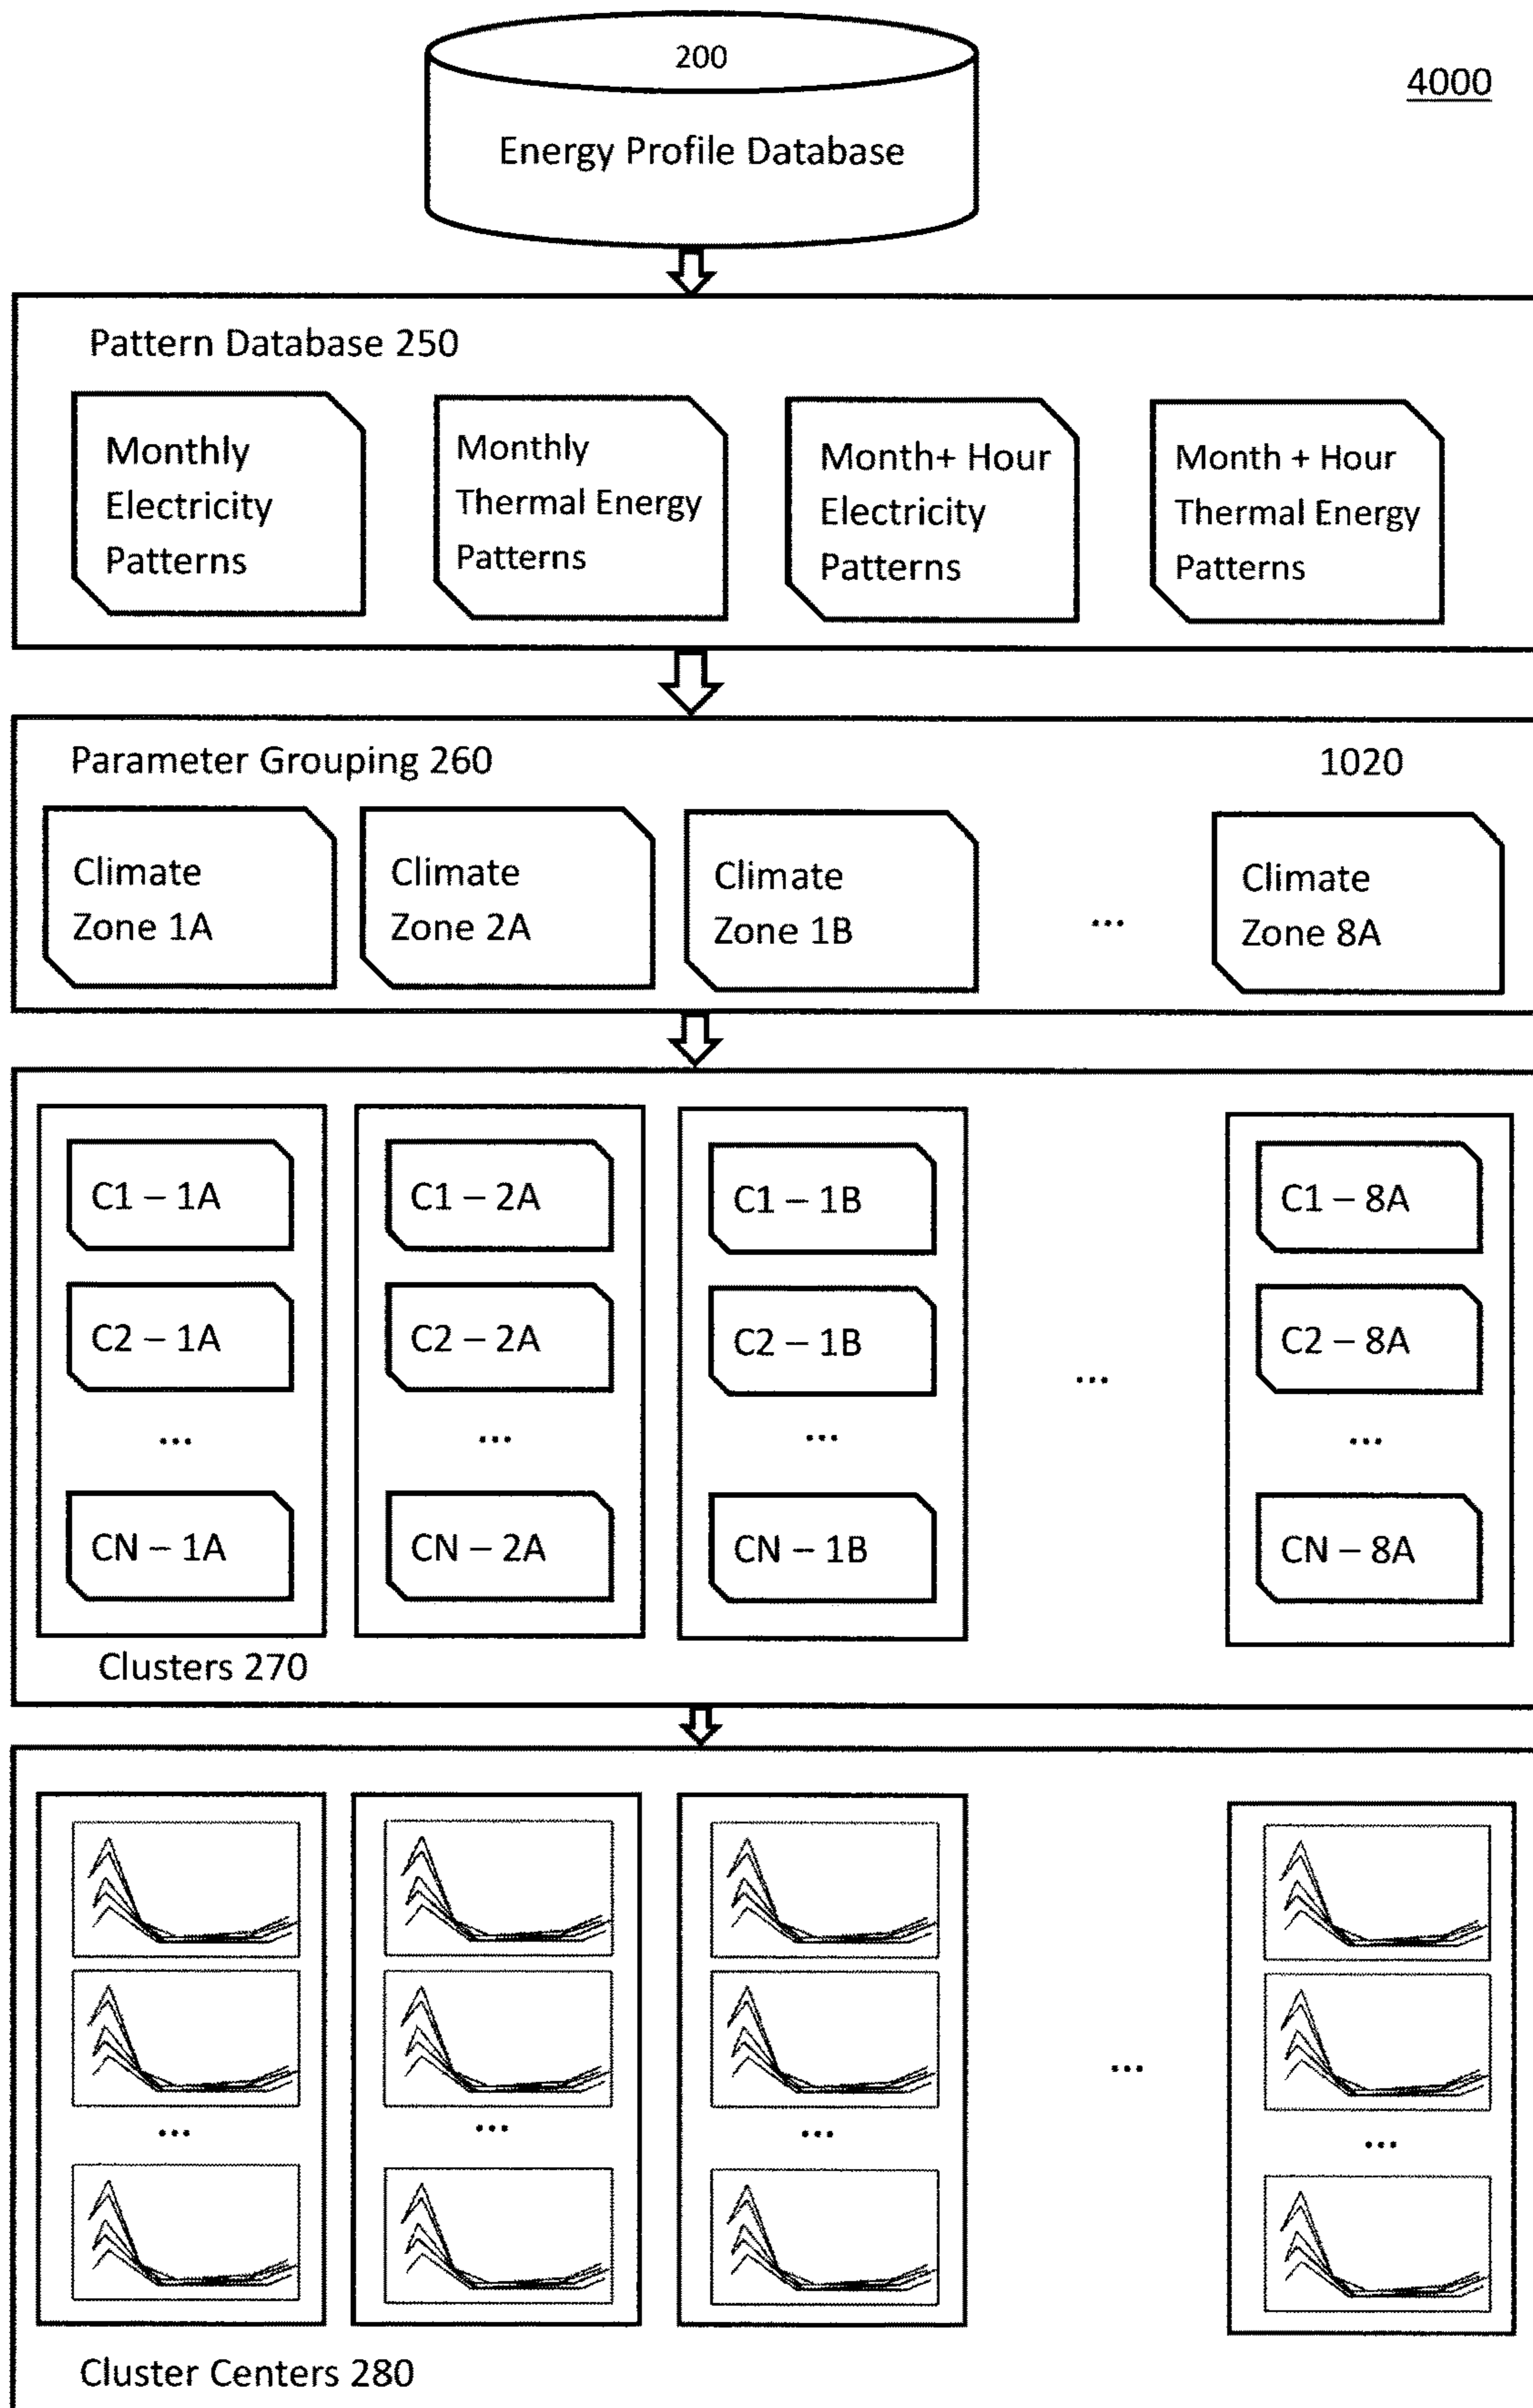 200
4000
Energy Profile Database
Pattern Database 250
Monthly
Electricity
Patterns
Monthly
Thermal Energy
Patterns
Month+ Hour
Electricity
Patterns
Month + Hour
Thermal Energy
Patterns
Parameter Grouping 260
1020
Climate
Zone 1A
Climate
Zone 2A
Climate
Zone 1B
...
Climate
Zone 8A
C1 – 1A
C2 – 1A
...
CN – 1A
C1 – 2A
C2 – 2A
...
CN – 2A
C1 – 1B
C2 – 1B
...
CN – 1B
...
C1 – 8A
C2 – 8A
...
CN – 8A
Clusters 270
...
...
...
...
...
Cluster Centers 280